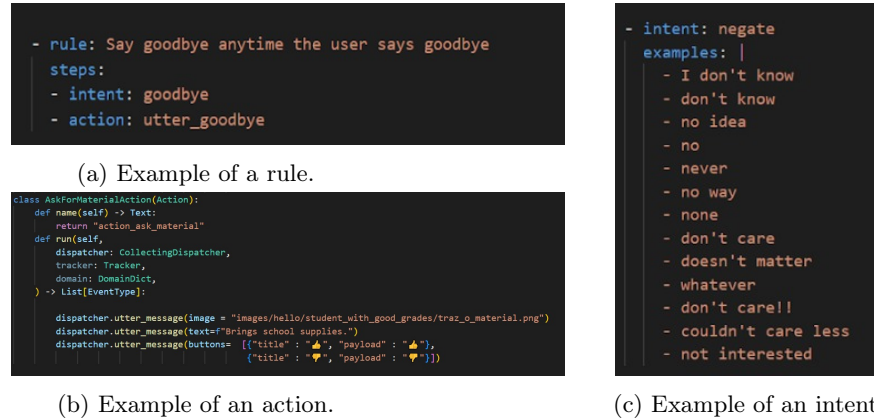 - rule: Say goodbye anytime the user says goodbye
steps:
- intent: goodbye
- action: utter_goodbye
(a) Example of a rule.
class AskForMaterialAction(Action):
def name(self) -> Text:
return "action_ask_material"
def run(self,
dispatcher: CollectingDispatcher,
tracker: Tracker,
domain: DomainDict,
) -> List[EventType]:
dispatcher.utter_message(image = "images/hello/student_with_good_grades/traz_o_material.png")
dispatcher.utter_message(text=f"Brings school supplies.")
dispatcher.utter_message(buttons= [{"title" : "👍", "payload" : "👍"},
{"title" : "👎", "payload" : "👎"}])
(b) Example of an action.
- intent: negate
examples: |
- I don't know
- don't know
- no idea
- no
- never
- no way
- none
- don't care
- doesn't matter
- whatever
- don't care!!
- couldn't care less
- not interested
(c) Example of an intent